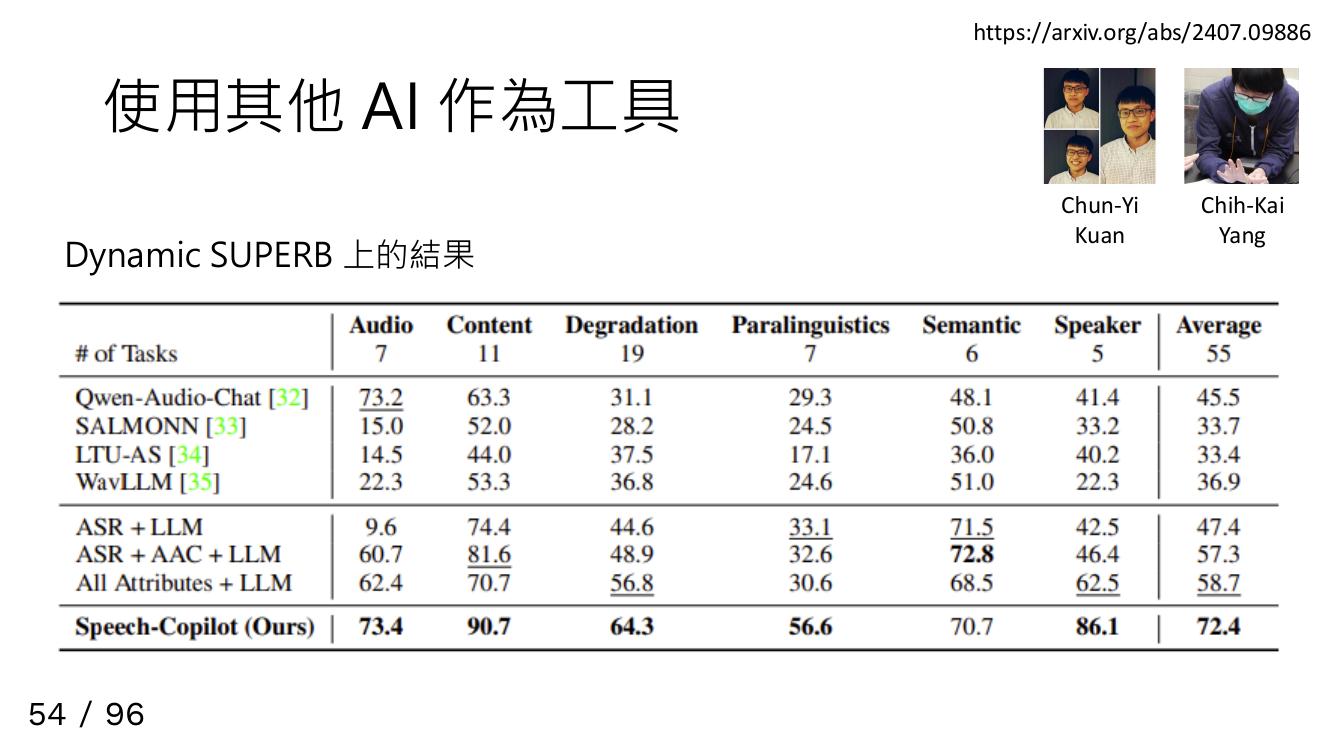 https://arxiv.org/abs/2407.09886
使用其他 AI 作為工具
Chun-Yi
Kuan
Chih-Kai
Yang
Dynamic SUPERB 上的結果
Audio Content Degradation Paralinguistics Semantic Speaker Average
# of Tasks 7 11 19 7 6 5 55
Qwen-Audio-Chat [32] 73.2 63.3 31.1 29.3 48.1 41.4 45.5
SALMONN [33] 15.0 52.0 28.2 24.5 50.8 33.2 33.7
LTU-AS [34] 14.5 44.0 37.5 17.1 36.0 40.2 33.4
WavLLM [35] 22.3 53.3 36.8 24.6 51.0 22.3 36.9
ASR + LLM 9.6 74.4 44.6 33.1 71.5 42.5 47.4
ASR + AAC + LLM 60.7 81.6 48.9 32.6 72.8 46.4 57.3
All Attributes + LLM 62.4 70.7 56.8 30.6 68.5 62.5 58.7
Speech-Copilot (Ours) 73.4 90.7 64.3 56.6 70.7 86.1 72.4
54 / 96